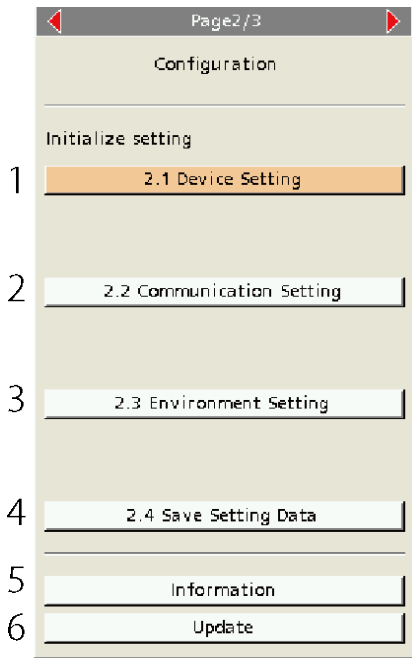 Page2/3
Configuration
Initialize setting
1 2.1 Device Setting
2 2.2 Communication Setting
3 2.3 Environment Setting
4 2.4 Save Setting Data
5 Information
6 Update